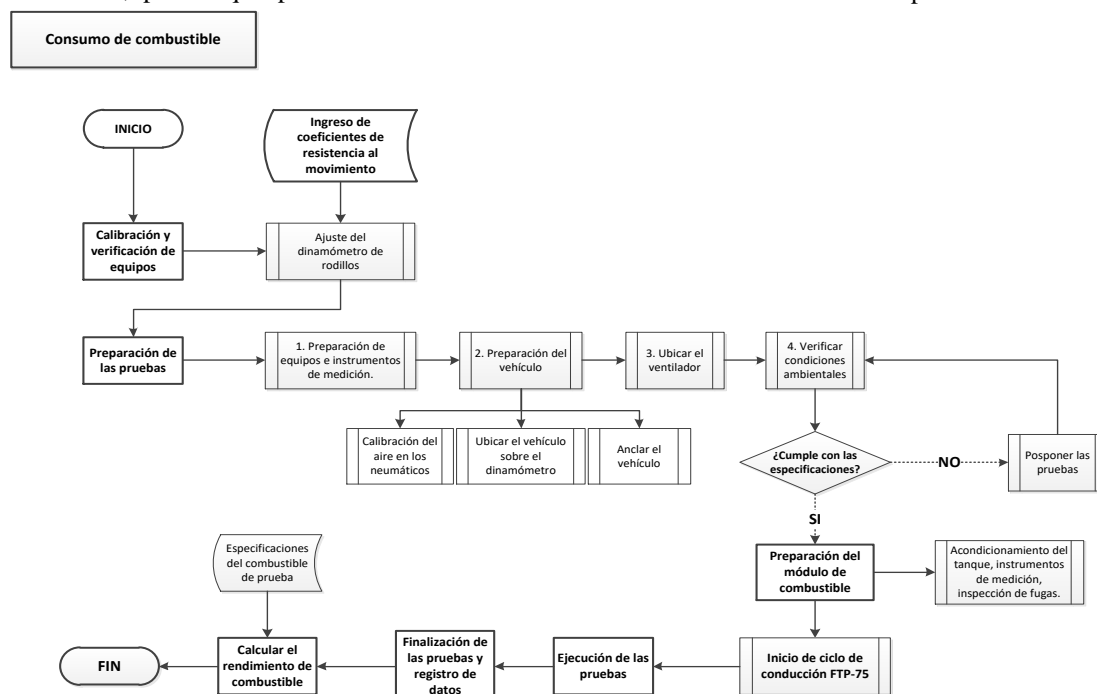 Consumo de combustible
INICIO
Ingreso de
coeficientes de
resistencia al
movimiento
Calibración y
verificación de
equipos
Ajuste del
dinamómetro de
rodillos
Preparación de
las pruebas
1. Preparación de
equipos e instrumentos
de medición.
2. Preparación del
vehículo
3. Ubicar el
ventilador
4. Verificar
condiciones
ambientales
Calibración del
aire en los
neumáticos
Ubicar el vehículo
sobre el
dinamómetro
Anclar el
vehículo
¿Cumple con las
especificaciones?
NO
Posponer las
pruebas
SI
Especificaciones
del combustible
de prueba
Preparación del
módulo de
combustible
Acondicionamiento del
tanque, instrumentos
de medición,
inspección de fugas.
FIN
Calcular el
rendimiento de
combustible
Finalización de
las pruebas y
registro de
datos
Ejecución de las
pruebas
Inicio de ciclo de
conducción FTP-75